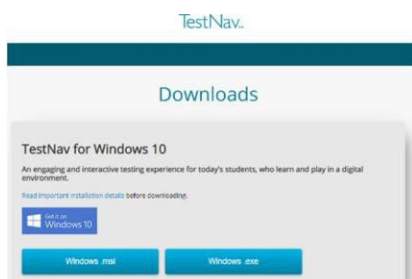 TestNav
Downloads
TestNav for Windows 10
An engaging and interactive testing experience for today's students, who learn and play in a digital
environment.
Read important installation details before downloading.
Get it on
Windows 10
Windows .msi
Windows .exe